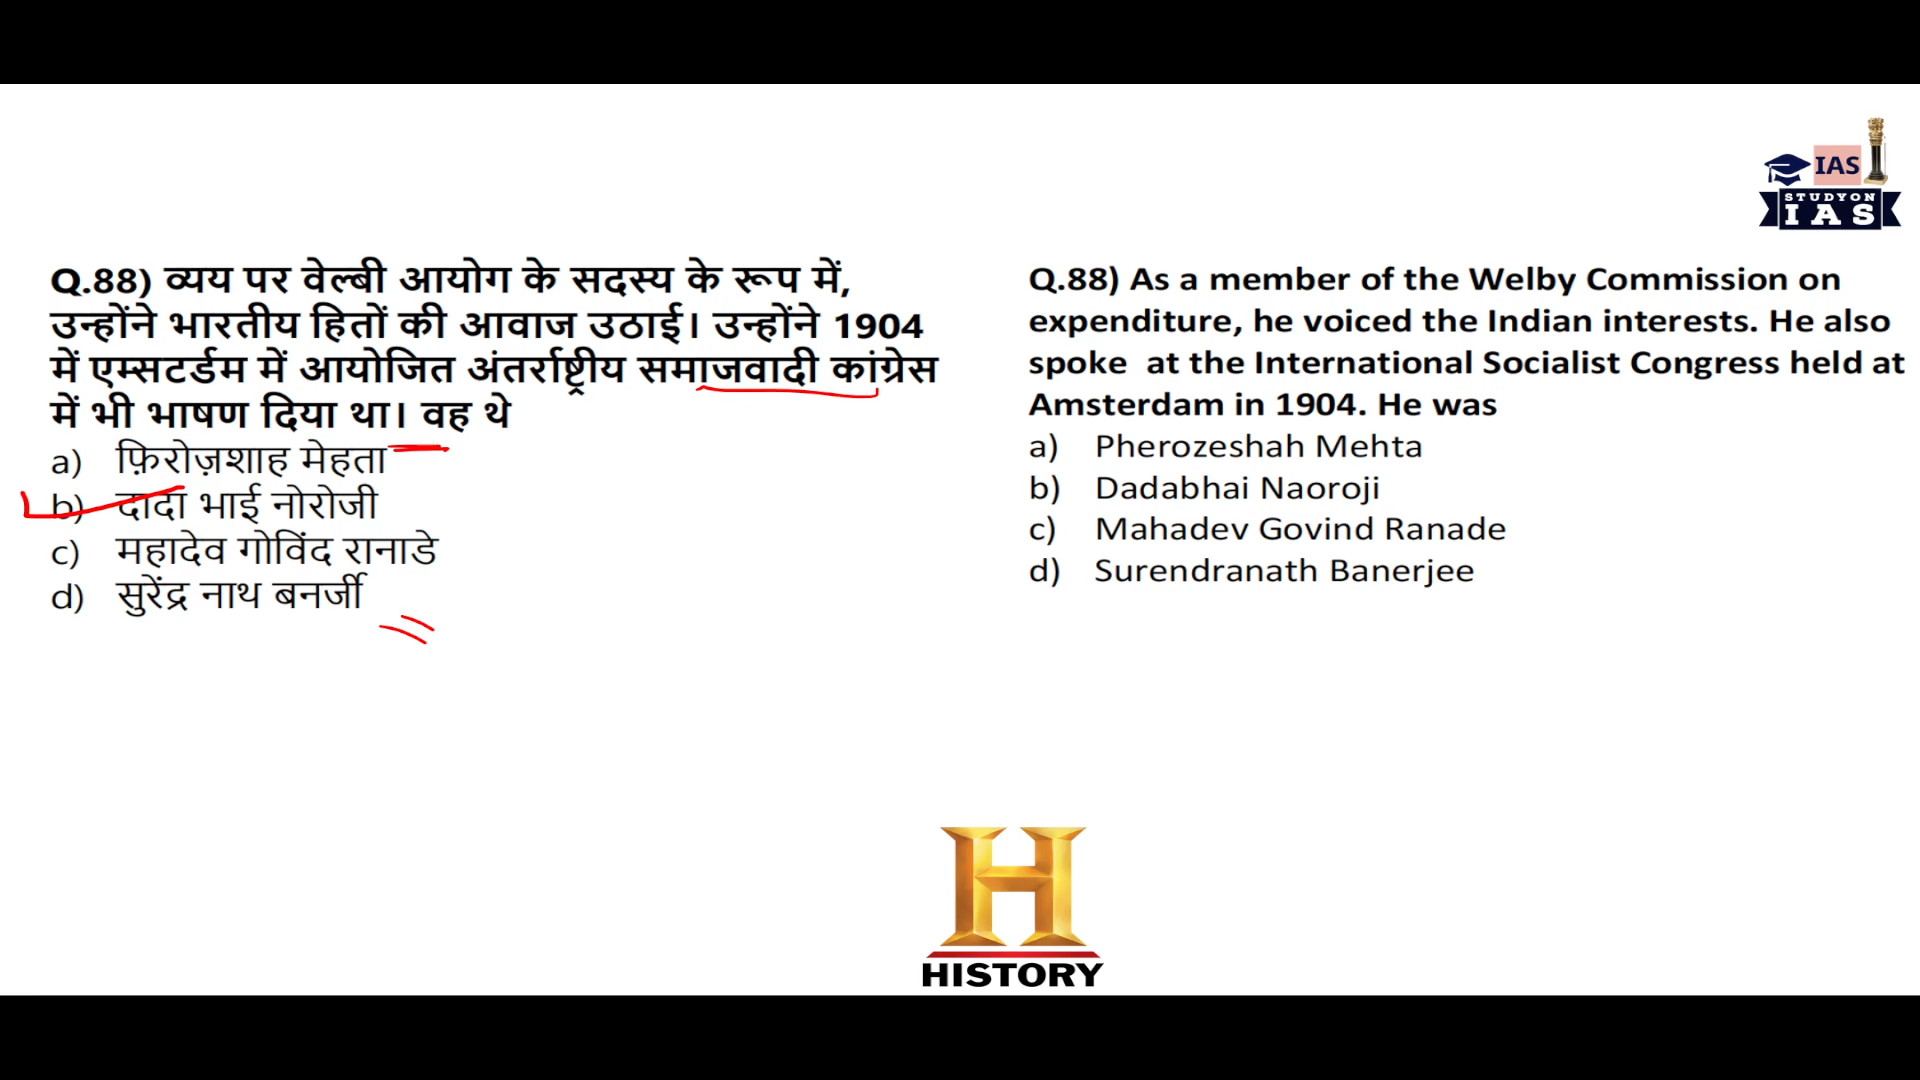 IAS
STUDYON
IAS
Q.88) व्यय पर वेल्बी आयोग के सदस्य के रूप में,
उन्होंने भारतीय हितों की आवाज उठाई। उन्होंने 1904
में एम्सटर्डम में आयोजित अंतर्राष्ट्रीय समाजवादी कांग्रेस
में भी भाषण दिया था। वह थे
a) फ़िरोज़शाह मेहता
b) दादा भाई नोरोजी
c) महादेव गोविंद रानाडे
d) सुरेंद्र नाथ बनर्जी
Q.88) As a member of the Welby Commission on
expenditure, he voiced the Indian interests. He also
spoke at the International Socialist Congress held at
Amsterdam in 1904. He was
a) Pherozeshah Mehta
b) Dadabhai Naoroji
c) Mahadev Govind Ranade
d) Surendranath Banerjee
H
HISTORY